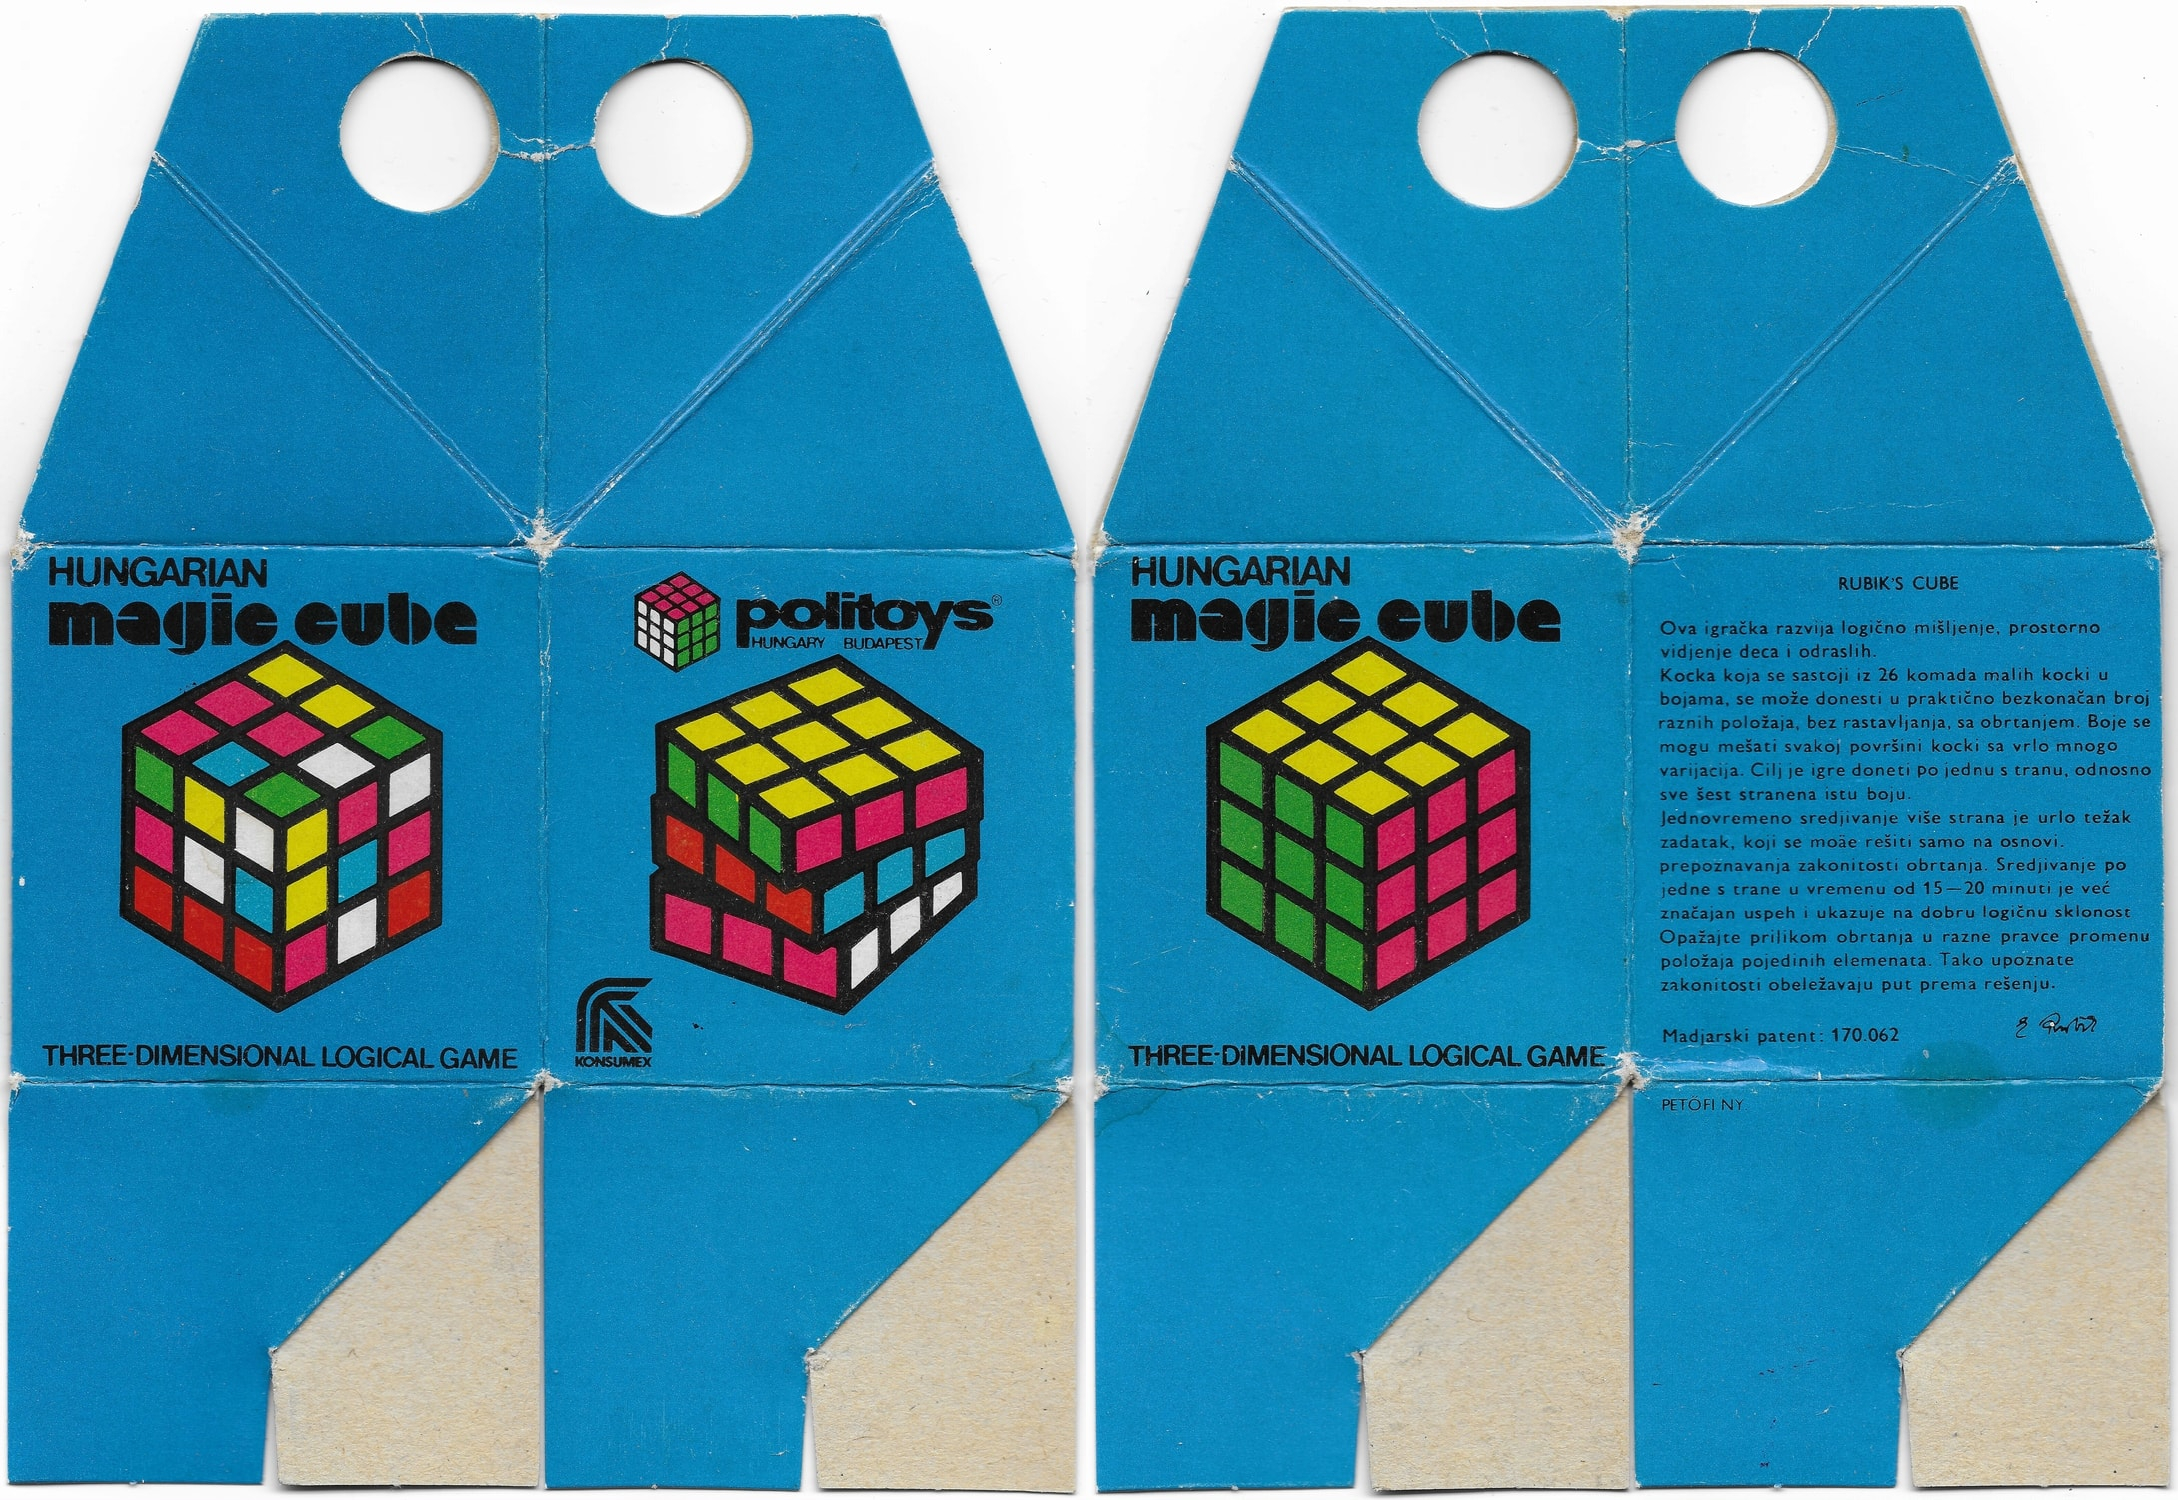 HUNGARIAN
magic cube
THREE-DIMENSIONAL LOGICAL GAME
politoys®
HUNGARY BUDAPEST
KONSUMEX
HUNGARIAN
magic cube
THREE-DIMENSIONAL LOGICAL GAME
RUBIK'S CUBE
Ova igračka razvija logično mišljenje, prostorno
vidjenje deca i odraslih.
Kocka koja se sastoji iz 26 komada malih kocki u
bojama, se može donesti u praktično bezkonačan broj
raznih položaja, bez rastavljanja, sa obrtanjem. Boje se
mogu mešati svakoj površini kocki sa vrlo mnogo
varijacija. Cilj je igre doneti po jednu s tranu, odnosno
sve šest stranena istu boju.
Jednovremeno sredjivanje više strana je urlo težak
zadatak, koji se moäe rešiti samo na osnovi.
prepoznavanja zakonitosti obrtanja. Sredjivanje po
jedne s trane u vremenu od 15—20 minuti je već
značajan uspeh i ukazuje na dobru logičnu sklonost
Opažajte prilikom obrtanja u razne pravce promenu
položaja pojedinih elemenata. Tako upoznate
zakonitosti obeležavaju put prema rešenju.
Madjarski patent: 170.062
PETÖFI NY